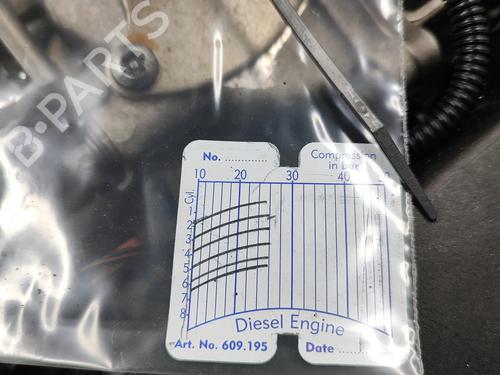 B-PARTS
No. ..............
Compression
in bar
10 20 30 40
Cyl.
1
2
3
4
5
6
7
8
Diesel Engine
Art. No. 609.195
Date